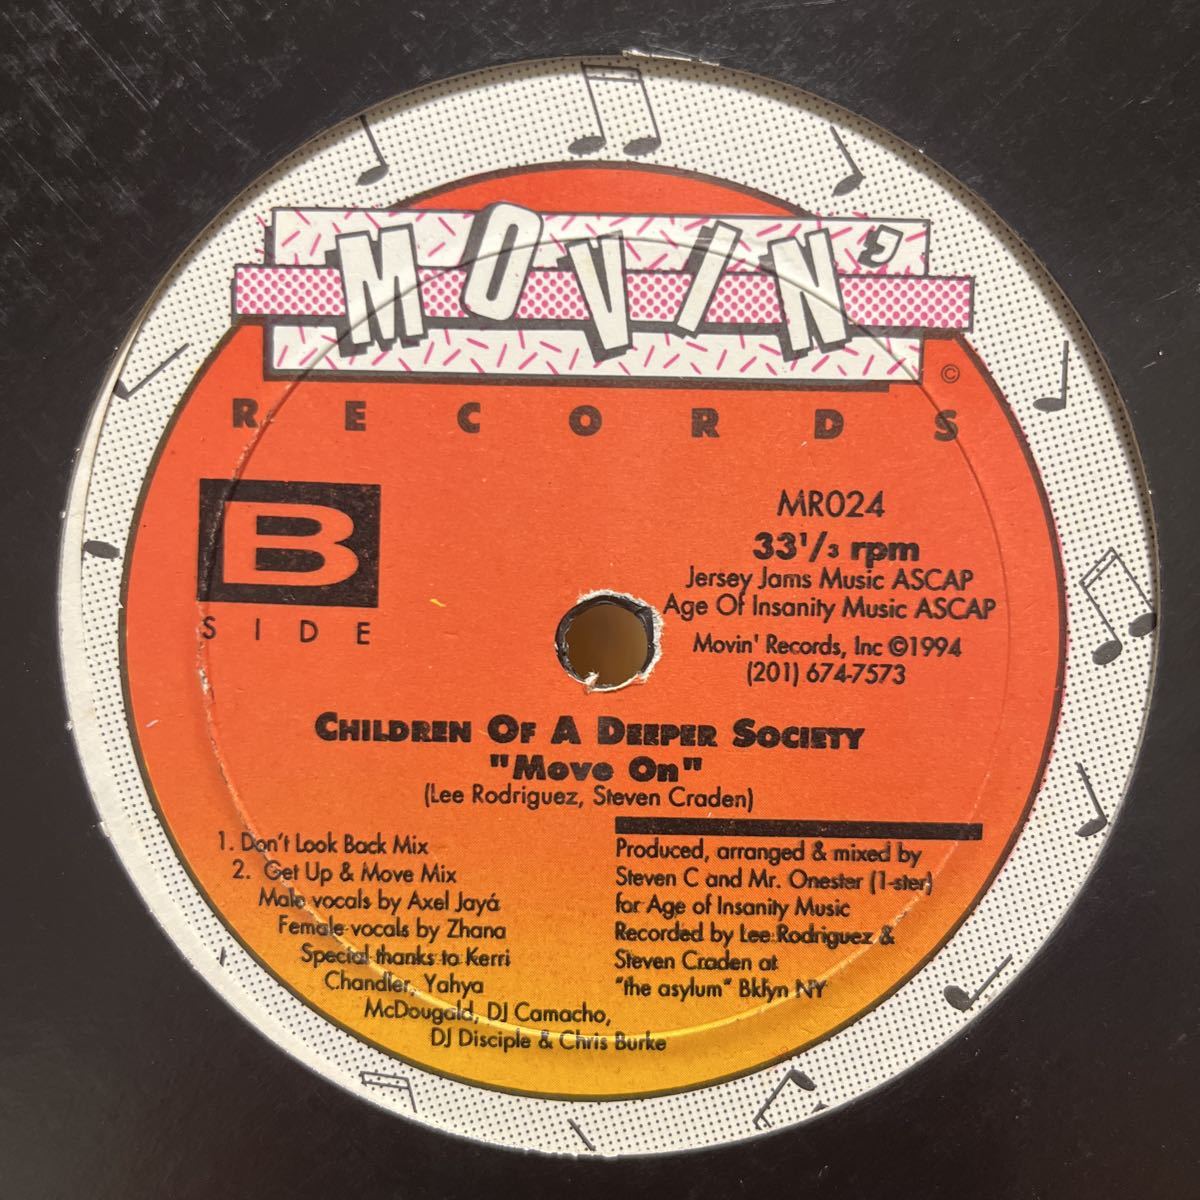 MOVIN'
©
RECORDS
B
SIDE
MR024
33 1/3 rpm
Jersey Jams Music ASCAP
Age Of Insanity Music ASCAP
Movin' Records, Inc ©1994
(201) 674-7573
CHILDREN OF A DEEPER SOCIETY
"Move On"
(Lee Rodriguez, Steven Craden)
1. Don't Look Back Mix
2. Get Up & Move Mix
Male vocals by Axel Jayá
Female vocals by Zhana
Special thanks to Kerri
Chandler, Yahya
McDougald, DJ Camacho,
DJ Disciple & Chris Burke
Produced, arranged & mixed by
Steven C and Mr. Onester (1-ster)
for Age of Insanity Music
Recorded by Lee Rodriguez &
Steven Craden at
"the asylum" Bklyn NY